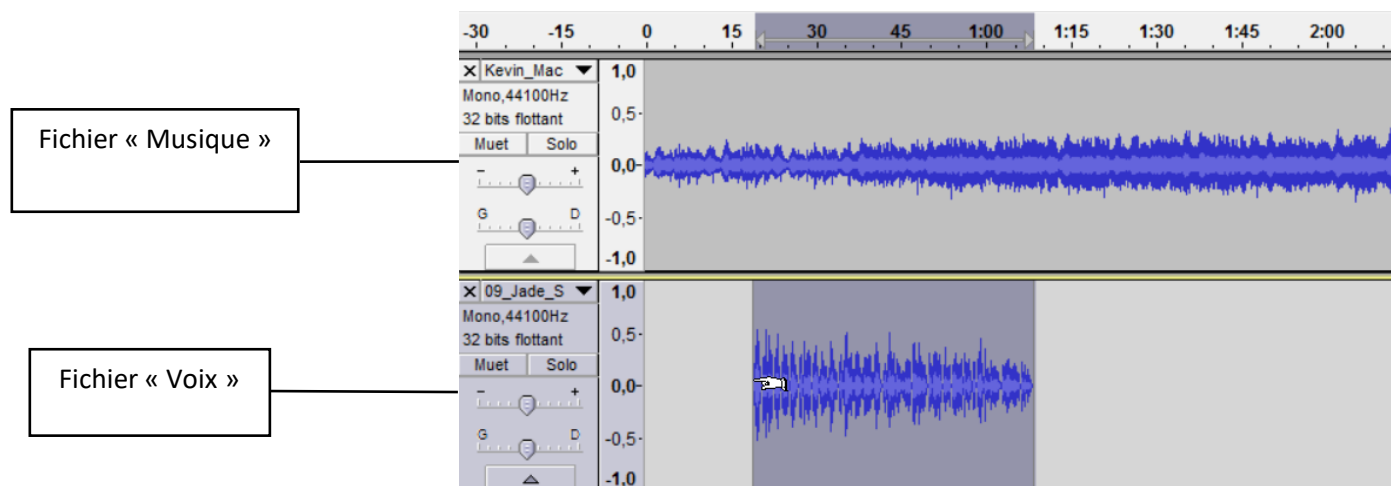 -30 -15 0 15 30 45 1:00 1:15 1:30 1:45 2:00
Fichier « Musique »
× Kevin_Mac ▼
Mono,44100Hz
32 bits flottant
Muet Solo
- +
G D
1,0
0,5-
0,0-
-0,5-
-1,0
Fichier « Voix »
× 09_Jade_S ▼
Mono,44100Hz
32 bits flottant
Muet Solo
- +
G D
1,0
0,5-
0,0-
-0,5-
-1,0